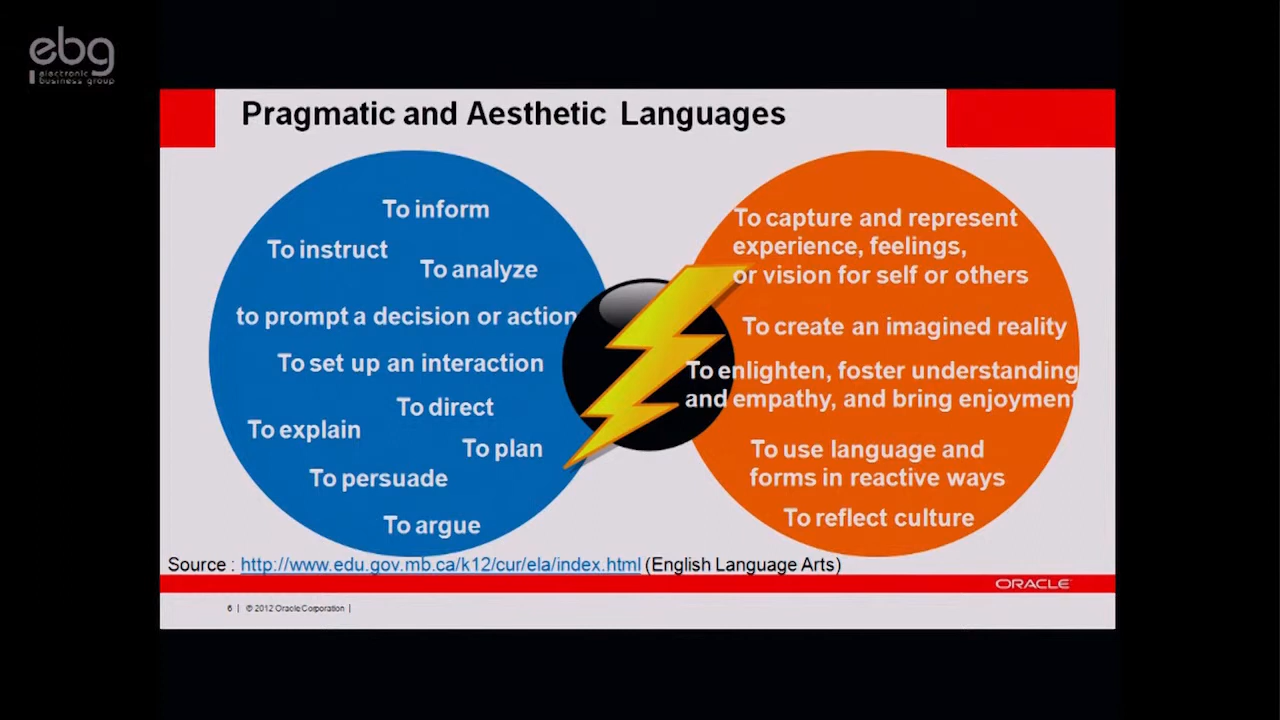 ebg
electronic
business group
Pragmatic and Aesthetic Languages
To inform
To instruct
To analyze
to prompt a decision or action
To set up an interaction
To direct
To explain
To plan
To persuade
To argue
To capture and represent
experience, feelings,
or vision for self or others
To create an imagined reality
To enlighten, foster understanding
and empathy, and bring enjoyment
To use language and
forms in reactive ways
To reflect culture
Source : http://www.edu.gov.mb.ca/k12/cur/ela/index.html (English Language Arts)
ORACLE
6 | © 2012 Oracle Corporation |